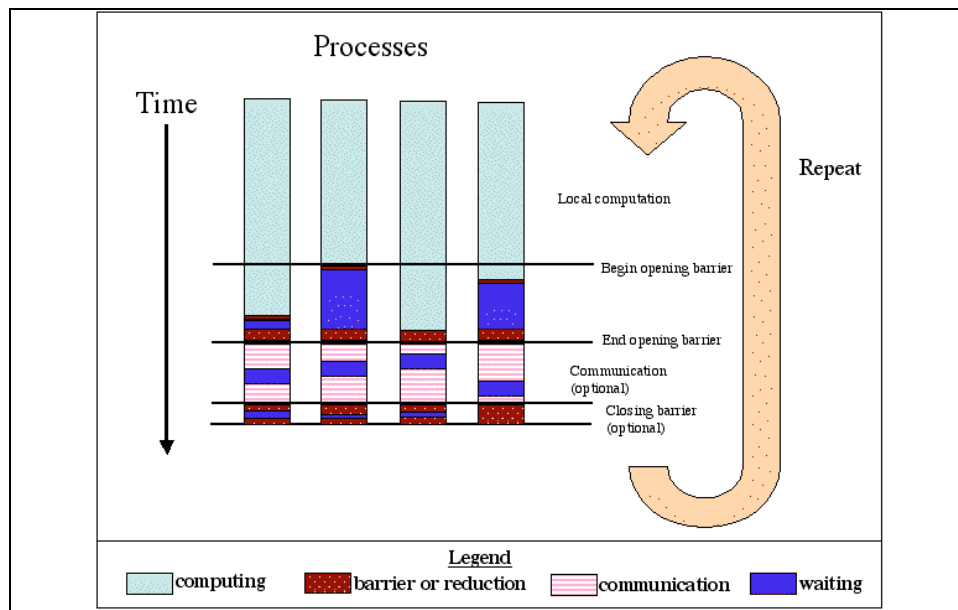 Processes
Time
Repeat
Local computation
Begin opening barrier
End opening barrier
Communication
(optional)
Closing barrier
(optional)
Legend
computing
barrier or reduction
communication
waiting